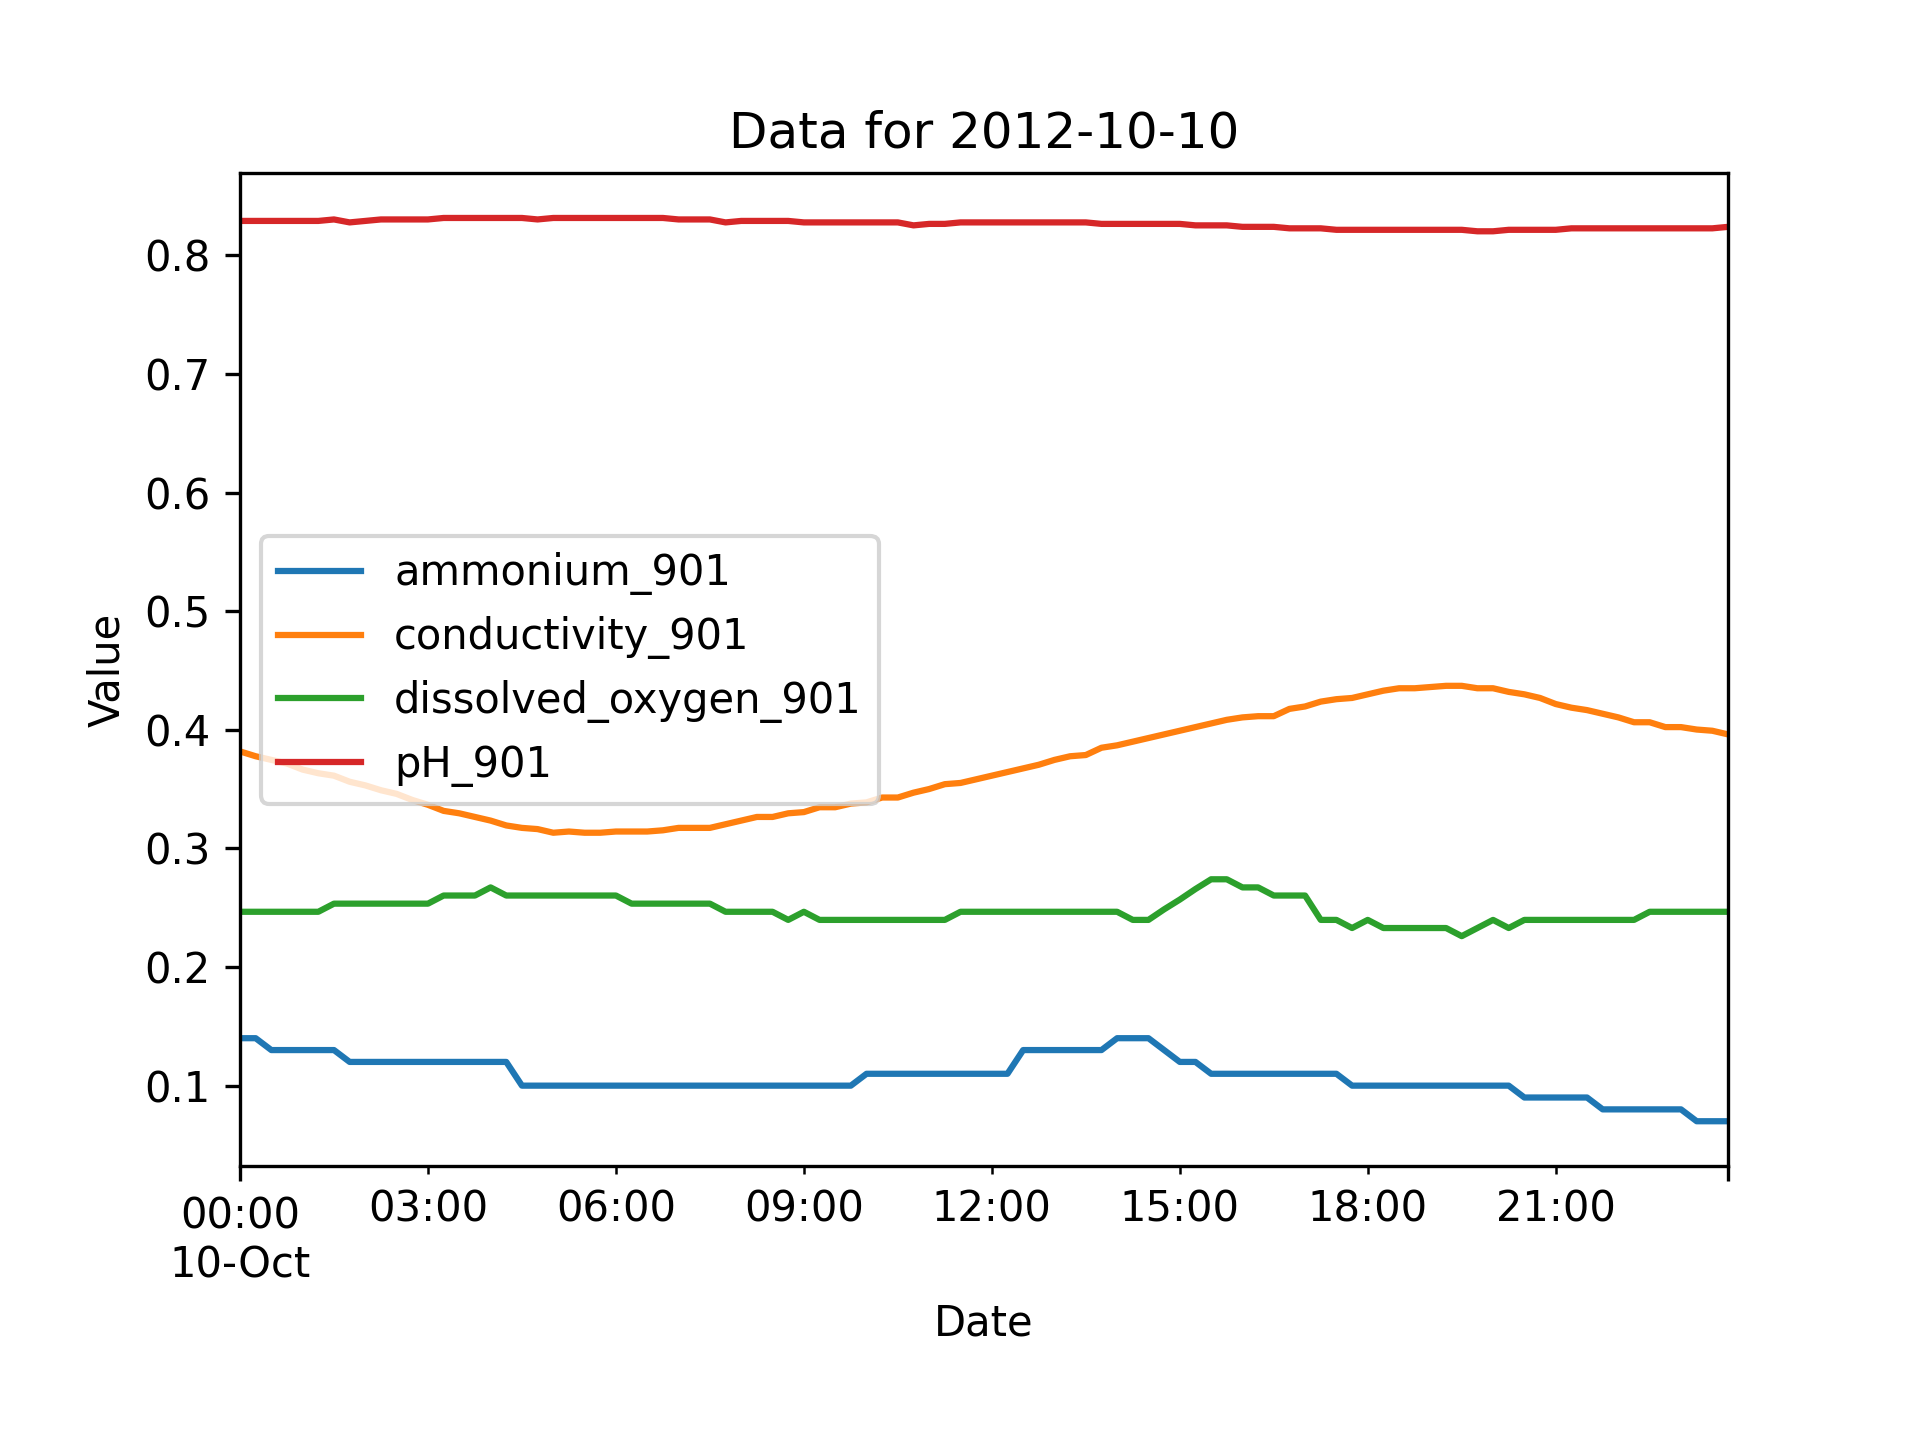 Data for 2012-10-10
0.8
0.7
0.6
0.5
0.4
0.3
0.2
0.1
Value
ammonium_901
conductivity_901
dissolved_oxygen_901
pH_901
00:00 03:00 06:00 09:00 12:00 15:00 18:00 21:00
10-Oct
Date